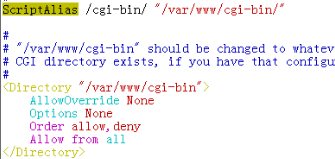 ScriptAlias /cgi-bin/ "/var/www/cgi-bin/"
#
# "/var/www/cgi-bin" should be changed to whatev
# CGI directory exists, if you have that configu
#
<Directory "/var/www/cgi-bin">
AllowOverride None
Options None
Order allow,deny
Allow from all
</Directory>